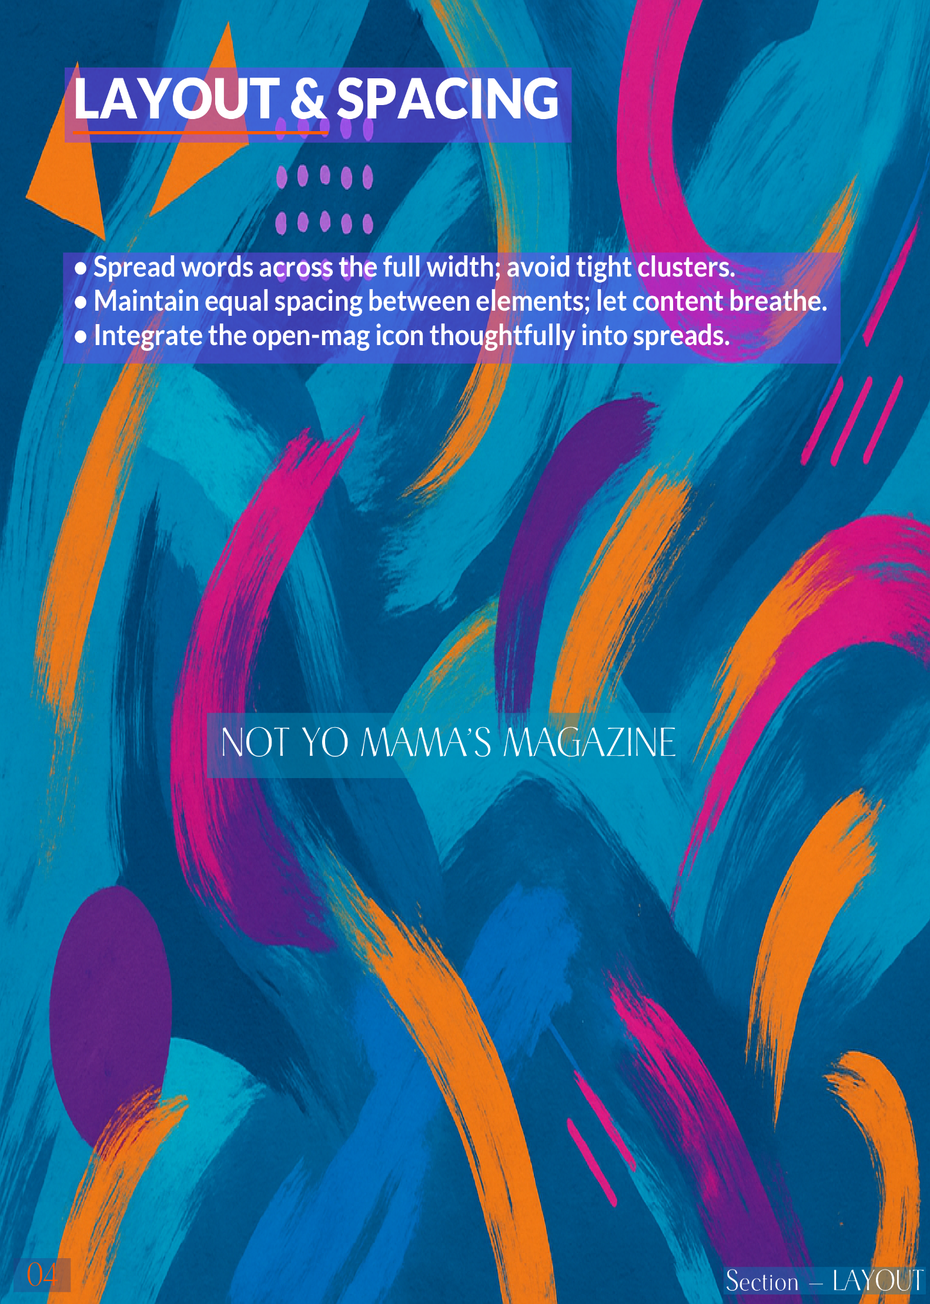 LAYOUT & SPACING
● Spread words across the full width; avoid tight clusters.
● Maintain equal spacing between elements; let content breathe.
● Integrate the open-mag icon thoughtfully into spreads.
NOT YO MAMA’S MAGAZINE
04
Section – LAYOUT